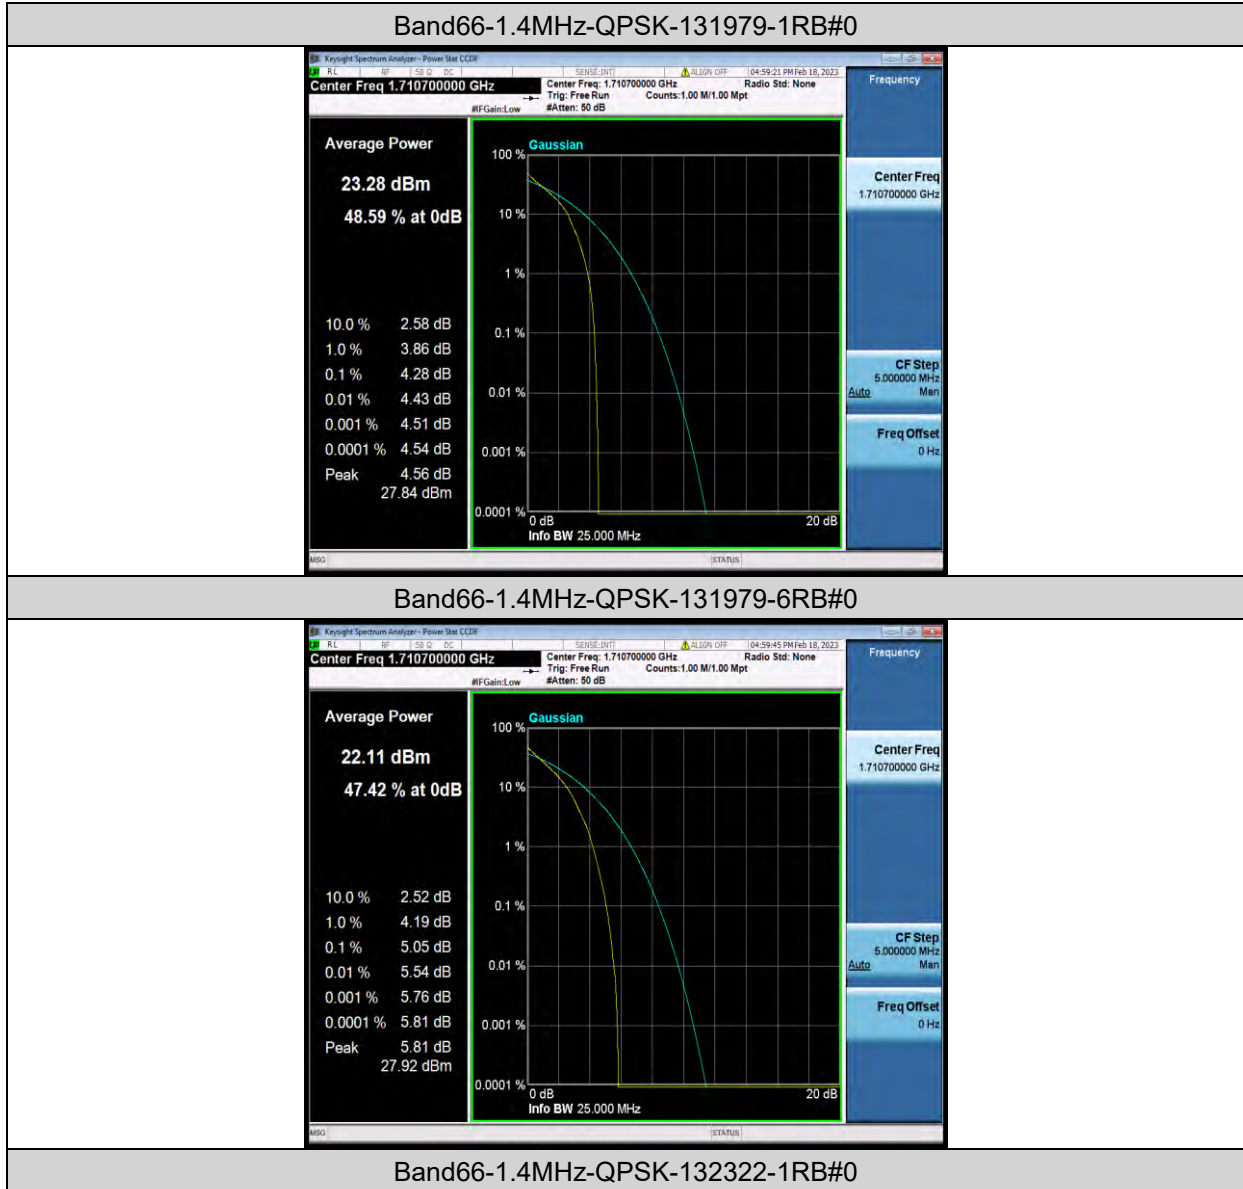 Band66-1.4MHz-QPSK-131979-1RB#0
Keysight Spectrum Analyzer - Power Stat CCDF
RL RF 50 Ω DC SENSE:INT ALIGN OFF 04:59:21 PM Feb 18, 2023
Center Freq 1.710700000 GHz
Center Freq: 1.710700000 GHz Radio Std: None
Trig: Free Run Counts:1.00 M/1.00 Mpt
#IFGain:Low #Atten: 50 dB
Frequency
Average Power
23.28 dBm
48.59 % at 0dB
10.0 % 2.58 dB
1.0 % 3.86 dB
0.1 % 4.28 dB
0.01 % 4.43 dB
0.001 % 4.51 dB
0.0001 % 4.54 dB
Peak 4.56 dB
27.84 dBm
Gaussian
100 %
10 %
1 %
0.1 %
0.01 %
0.001 %
0.0001 %
0 dB 20 dB
Info BW 25.000 MHz
Center Freq
1.710700000 GHz
CF Step
5.000000 MHz
Auto Man
Freq Offset
0 Hz
MSG STATUS
Band66-1.4MHz-QPSK-131979-6RB#0
Keysight Spectrum Analyzer - Power Stat CCDF
RL RF 50 Ω DC SENSE:INT ALIGN OFF 04:59:45 PM Feb 18, 2023
Center Freq 1.710700000 GHz
Center Freq: 1.710700000 GHz Radio Std: None
Trig: Free Run Counts:1.00 M/1.00 Mpt
#IFGain:Low #Atten: 50 dB
Frequency
Average Power
22.11 dBm
47.42 % at 0dB
10.0 % 2.52 dB
1.0 % 4.19 dB
0.1 % 5.05 dB
0.01 % 5.54 dB
0.001 % 5.76 dB
0.0001 % 5.81 dB
Peak 5.81 dB
27.92 dBm
Gaussian
100 %
10 %
1 %
0.1 %
0.01 %
0.001 %
0.0001 %
0 dB 20 dB
Info BW 25.000 MHz
Center Freq
1.710700000 GHz
CF Step
5.000000 MHz
Auto Man
Freq Offset
0 Hz
MSG STATUS
Band66-1.4MHz-QPSK-132322-1RB#0